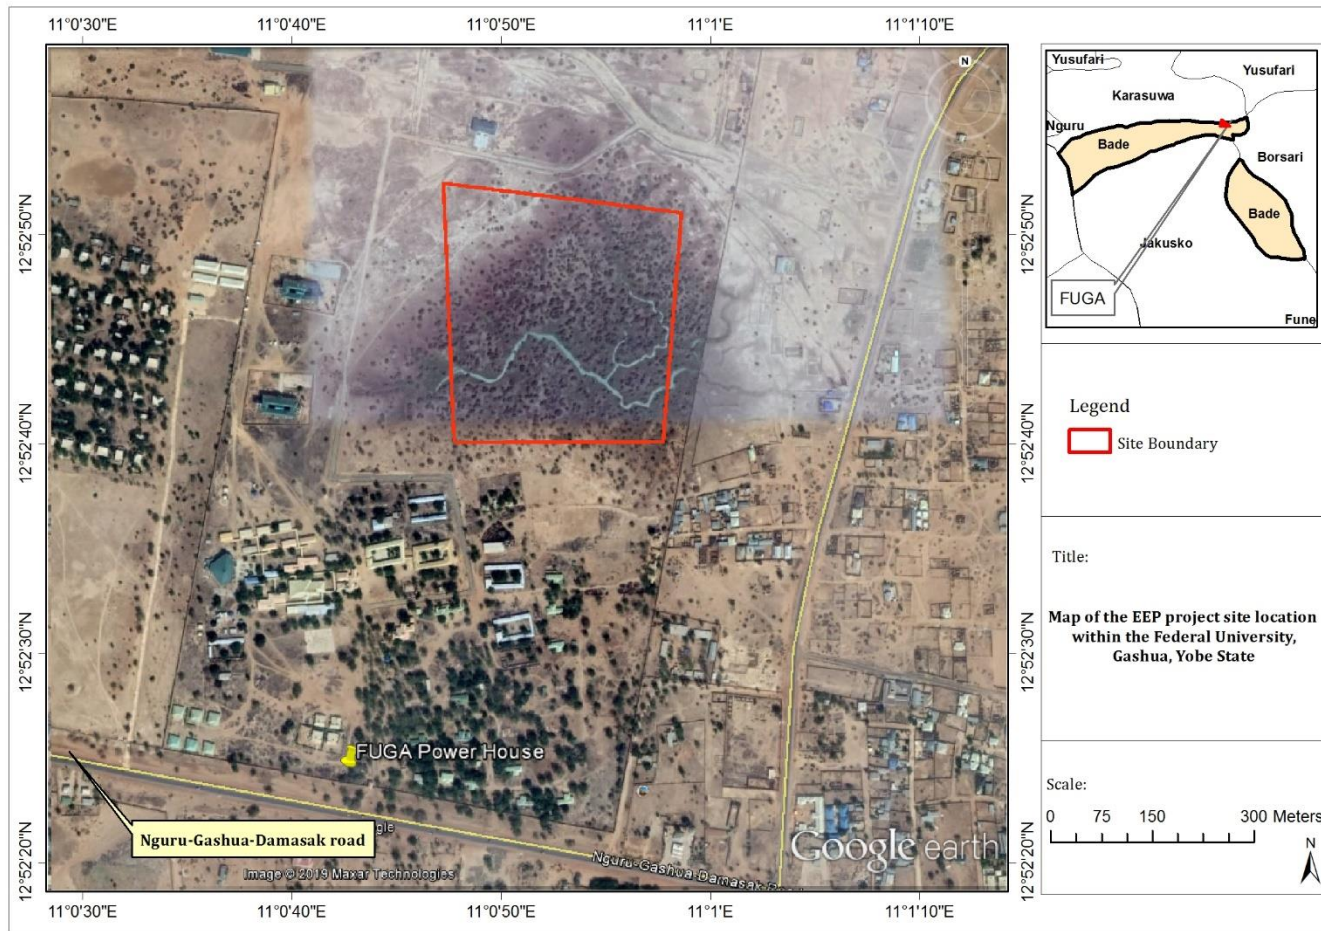 11°0'30"E
11°0'40"E
11°0'50"E
11°1'E
11°1'10"E
12°52'50"N
12°52'40"N
12°52'30"N
12°52'20"N
12°52'50"N
12°52'40"N
12°52'30"N
12°52'20"N
N
FUGA Power House
Nguru-Gashua-Damasak road
gle
Nguru-Gashua-Damasak
Image © 2019 Maxar Technologies
Google earth
11°0'30"E
11°0'40"E
11°0'50"E
11°1'E
11°1'10"E
Yusufari
Yusufari
Karasuwa
Nguru
Bade
Borsari
Bade
Jakusko
FUGA
Fune
Legend
Site Boundary
Title:
Map of the EEP project site location
within the Federal University,
Gashua, Yobe State
Scale:
0 75 150 300 Meters
N